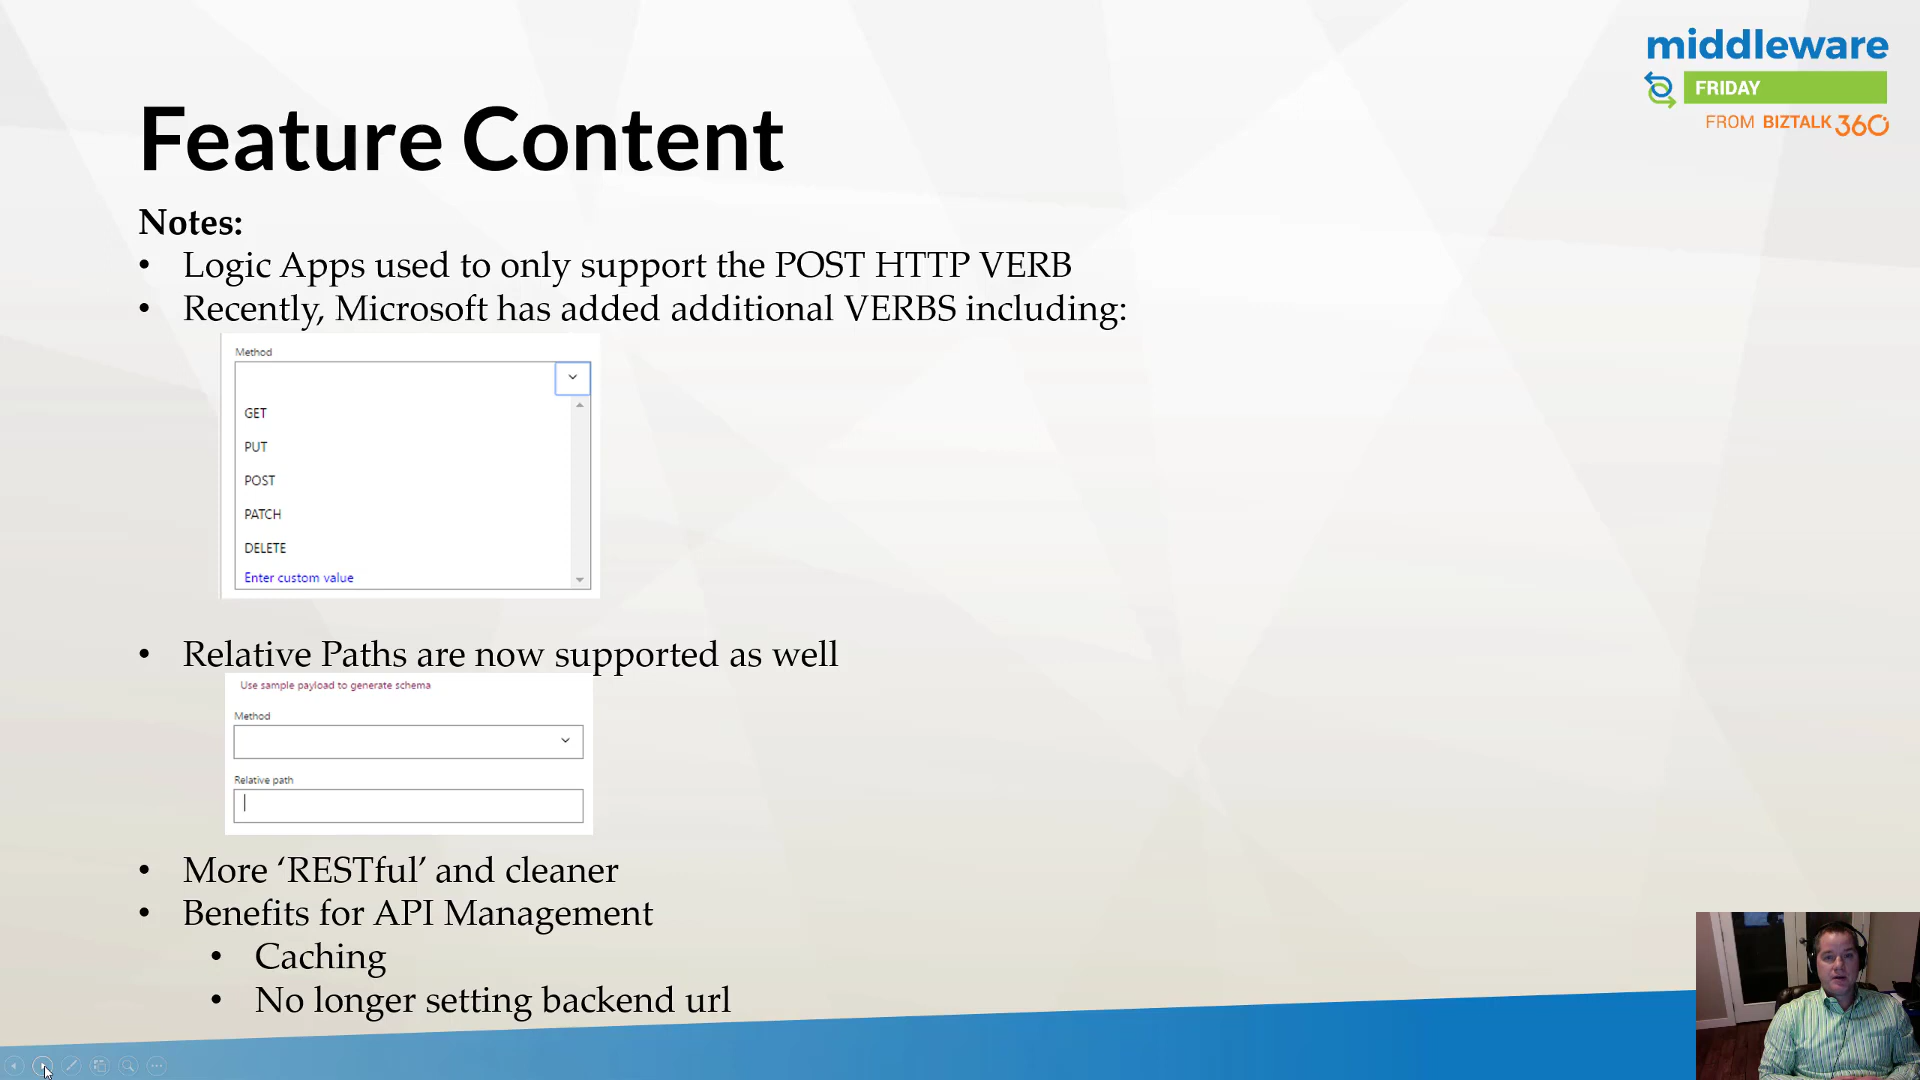 middleware
FRIDAY
FROM BIZTALK 360
Feature Content
Notes:
• Logic Apps used to only support the POST HTTP VERB
• Recently, Microsoft has added additional VERBS including:
Method
GET
PUT
POST
PATCH
DELETE
Enter custom value
• Relative Paths are now supported as well
Use sample payload to generate schema
Method
Relative path
• More ‘RESTful’ and cleaner
• Benefits for API Management
• Caching
• No longer setting backend url